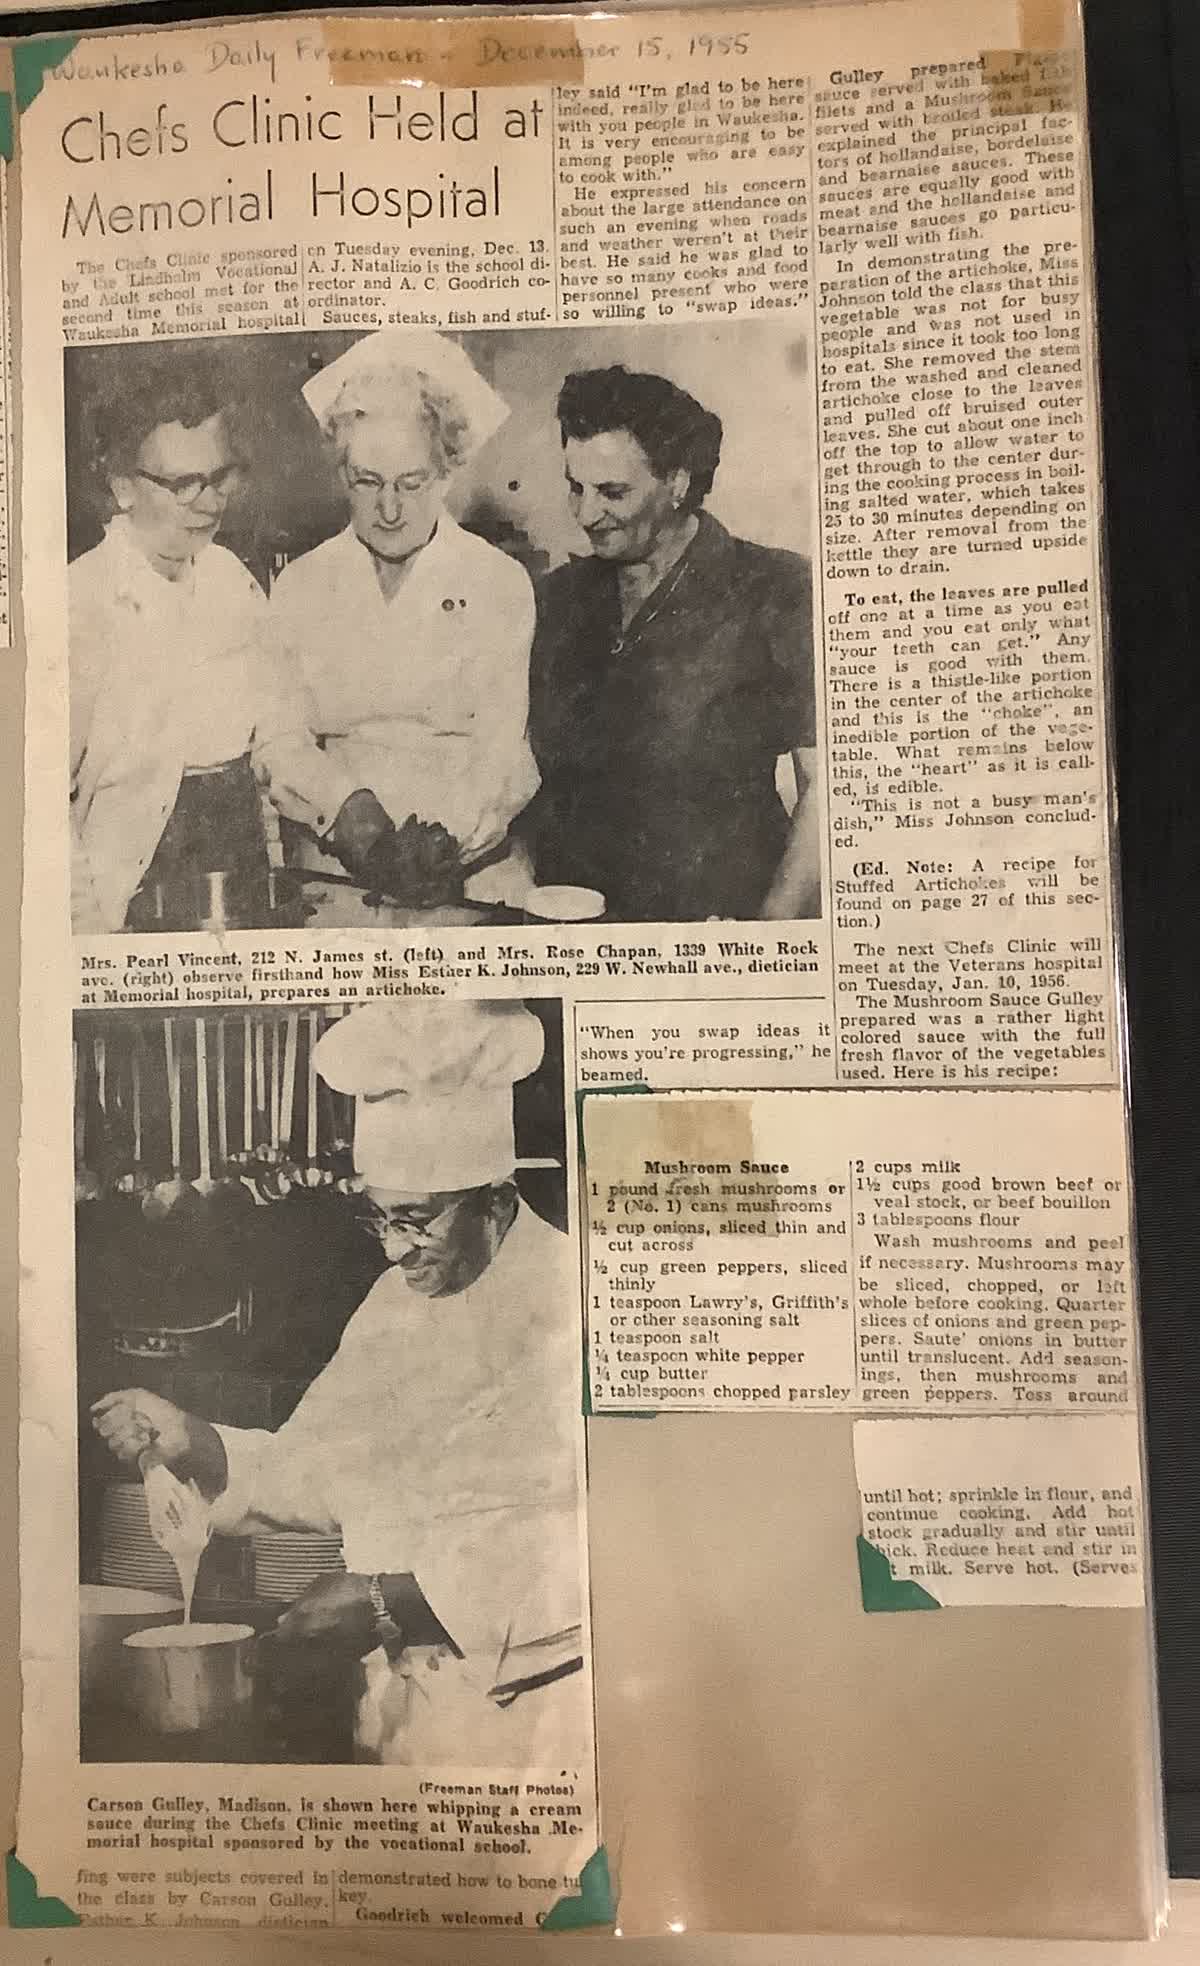 Waukesha Daily Freeman - December 15, 1955
Chefs Clinic Held at
Memorial Hospital
The Chefs Clinic sponsored
by the Lindholm Vocational
and Adult school met for the
second time this season at
Waukesha Memorial hospital
on Tuesday evening, Dec. 13.
A. J. Natalizio is the school di-
rector and A. C. Goodrich co-
ordinator.
Sauces, steaks, fish and stuf-
ley said "I'm glad to be here
indeed, really glad to be here
with you people in Waukesha.
It is very encouraging to be
among people who are easy
to cook with."
He expressed his concern
about the large attendance on
such an evening when roads
and weather weren't at their
best. He said he was glad to
have so many cooks and food
personnel present who were
so willing to "swap ideas."
Gulley prepared
sauce served with baked fish
filets and a Mushroom Sauce
served with broiled steak. He
explained the principal fac-
tors of hollandaise, bordelaise
and bearnaise sauces. These
sauces are equally good with
meat and the hollandaise and
bearnaise sauces go particu-
larly well with fish.
In demonstrating the pre-
paration of the artichoke, Miss
Johnson told the class that this
vegetable was not for busy
people and was not used in
hospitals since it took too long
to eat. She removed the stem
from the washed and cleaned
artichoke close to the leaves
and pulled off bruised outer
leaves. She cut about one inch
off the top to allow water to
get through to the center dur-
ing the cooking process in boil-
ing salted water, which takes
25 to 30 minutes depending on
size. After removal from the
kettle they are turned upside
down to drain.
To eat, the leaves are pulled
off one at a time as you eat
them and you eat only what
"your teeth can get." Any
sauce is good with them.
There is a thistle-like portion
in the center of the artichoke
and this is the "choke", an
inedible portion of the vege-
table. What remains below
this, the "heart" as it is call-
ed, is edible.
"This is not a busy man's
dish," Miss Johnson conclud-
ed.
(Ed. Note: A recipe for
Stuffed Artichokes will be
found on page 27 of this sec-
tion.)
The next Chefs Clinic will
meet at the Veterans hospital
on Tuesday, Jan. 10, 1956.
The Mushroom Sauce Gulley
prepared was a rather light
colored sauce with the full
fresh flavor of the vegetables
used. Here is his recipe:
Mrs. Pearl Vincent, 212 N. James st. (left) and Mrs. Rose Chapan, 1339 White Rock
ave. (right) observe firsthand how Miss Esther K. Johnson, 229 W. Newhall ave., dietician
at Memorial hospital, prepares an artichoke.
"When you swap ideas it
shows you're progressing," he
beamed.
Mushroom Sauce
1 pound fresh mushrooms or
2 (No. 1) cans mushrooms
½ cup onions, sliced thin and
cut across
½ cup green peppers, sliced
thinly
1 teaspoon Lawry's, Griffith's
or other seasoning salt
1 teaspoon salt
¼ teaspoon white pepper
¼ cup butter
2 tablespoons chopped parsley
2 cups milk
1½ cups good brown beef or
veal stock, or beef bouillon
3 tablespoons flour
Wash mushrooms and peel
if necessary. Mushrooms may
be sliced, chopped, or left
whole before cooking. Quarter
slices of onions and green pep-
pers. Saute' onions in butter
until translucent. Add season-
ings, then mushrooms and
green peppers. Toss around
until hot; sprinkle in flour, and
continue cooking. Add hot
stock gradually and stir until
hick. Reduce heat and stir in
t milk. Serve hot. (Serves
(Freeman Staff Photos)
Carson Gulley, Madison, is shown here whipping a cream
sauce during the Chefs Clinic meeting at Waukesha Me-
morial hospital sponsored by the vocational school.
fing were subjects covered in
the class by Carson Gulley,
Esther K. Johnson dietician
demonstrated how to bone tu
key.
Goodrich welcomed G